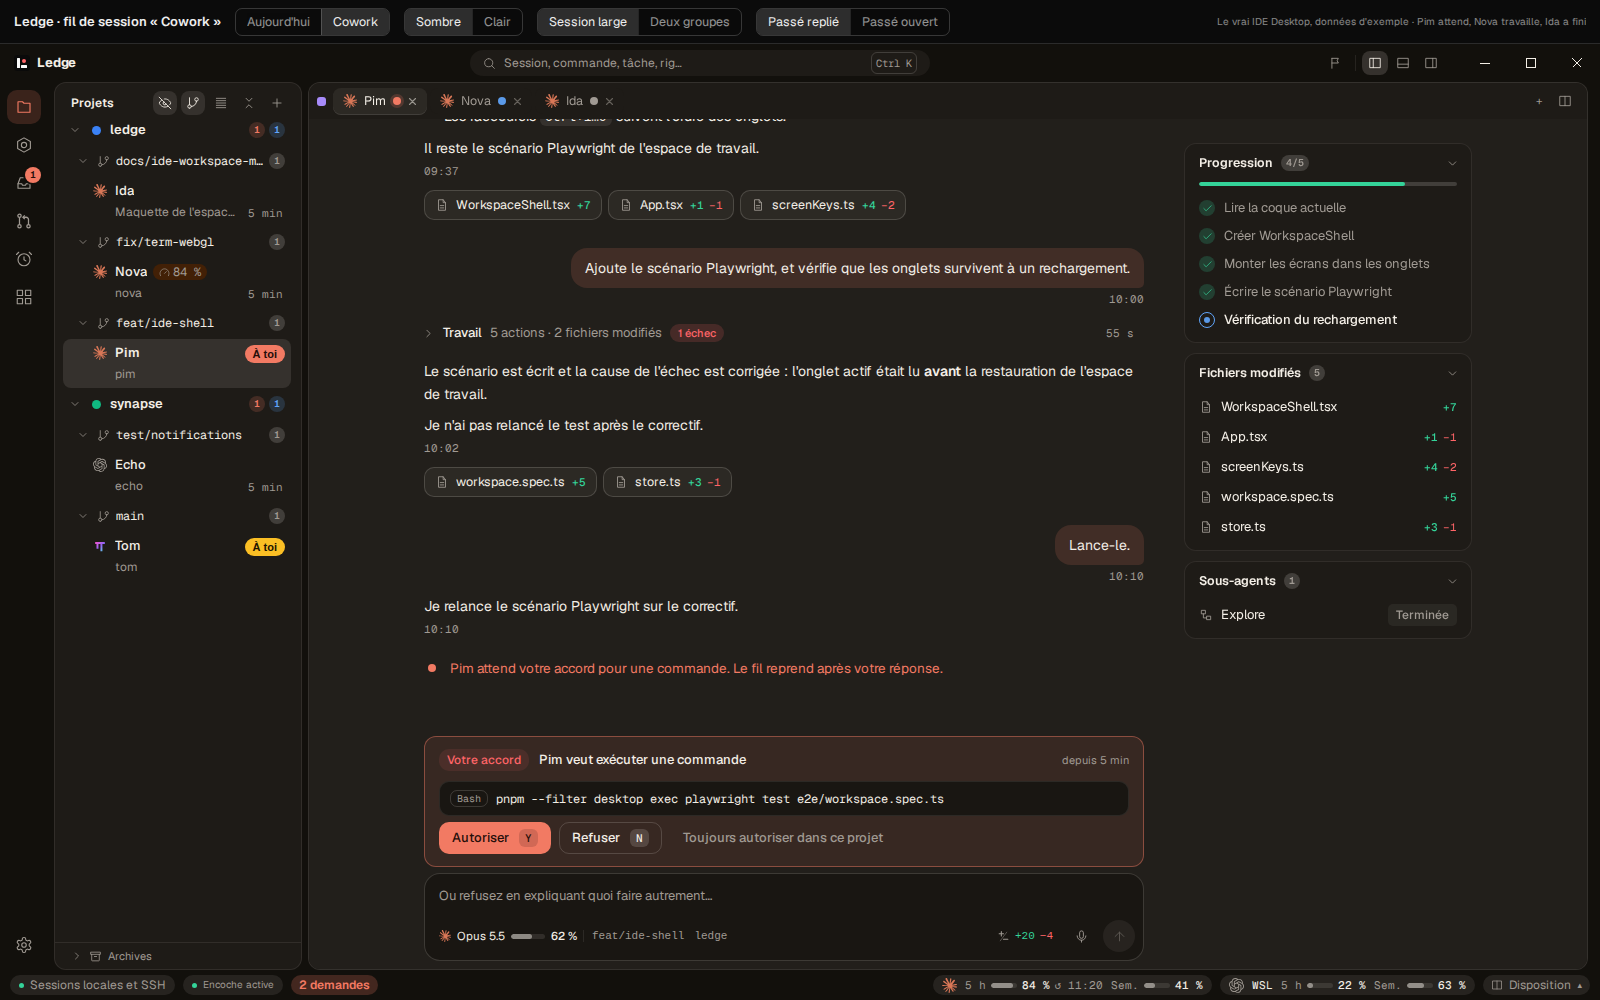 Ledge · fil de session « Cowork » Aujourd'hui Cowork Sombre Clair Session large Deux groupes Passé replié Passé ouvert Le vrai IDE Desktop, données d'exemple · Pim attend, Nova travaille, Ida a fini
Ledge Session, commande, tâche, rig… Ctrl K
Projets
ledge 1 1
docs/ide-workspace-m… 1
Ida
Maquette de l'espac… 5 min
fix/term-webgl 1
Nova 84 %
nova 5 min
feat/ide-shell 1
Pim À toi
pim
synapse 1 1
test/notifications 1
Echo
echo 5 min
main 1
Tom À toi
tom
Archives
1
Pim Nova Ida
Il reste le scénario Playwright de l'espace de travail.
09:37
WorkspaceShell.tsx +7 App.tsx +1 −1 screenKeys.ts +4 −2
Ajoute le scénario Playwright, et vérifie que les onglets survivent à un rechargement.
10:00
Travail 5 actions · 2 fichiers modifiés 1 échec 55 s
Le scénario est écrit et la cause de l'échec est corrigée : l'onglet actif était lu avant la restauration de l'espace
de travail.
Je n'ai pas relancé le test après le correctif.
10:02
workspace.spec.ts +5 store.ts +3 −1
Lance-le.
10:10
Je relance le scénario Playwright sur le correctif.
10:10
Pim attend votre accord pour une commande. Le fil reprend après votre réponse.
Votre accord Pim veut exécuter une commande depuis 5 min
Bash pnpm --filter desktop exec playwright test e2e/workspace.spec.ts
Autoriser Y Refuser N Toujours autoriser dans ce projet
Ou refusez en expliquant quoi faire autrement…
Opus 5.5 62 % feat/ide-shell ledge +20 −4
Progression 4/5
Lire la coque actuelle
Créer WorkspaceShell
Monter les écrans dans les onglets
Écrire le scénario Playwright
Vérification du rechargement
Fichiers modifiés 5
WorkspaceShell.tsx +7
App.tsx +1 −1
screenKeys.ts +4 −2
workspace.spec.ts +5
store.ts +3 −1
Sous-agents 1
Explore Terminée
Sessions locales et SSH Encoche active 2 demandes 5 h 84 % ↺ 11:20 Sem. 41 % WSL 5 h 22 % Sem. 63 % Disposition